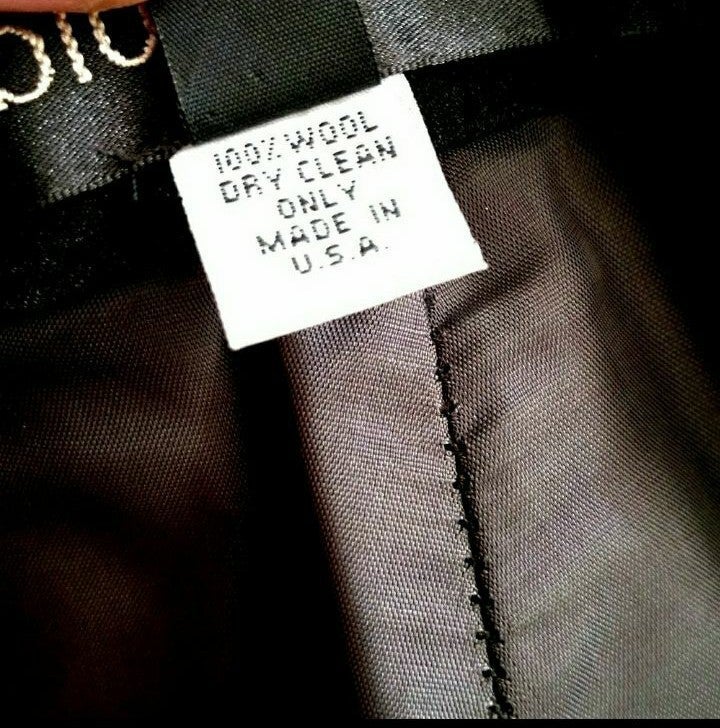 100% WOOL
DRY CLEAN
ONLY
MADE IN
U.S.A.